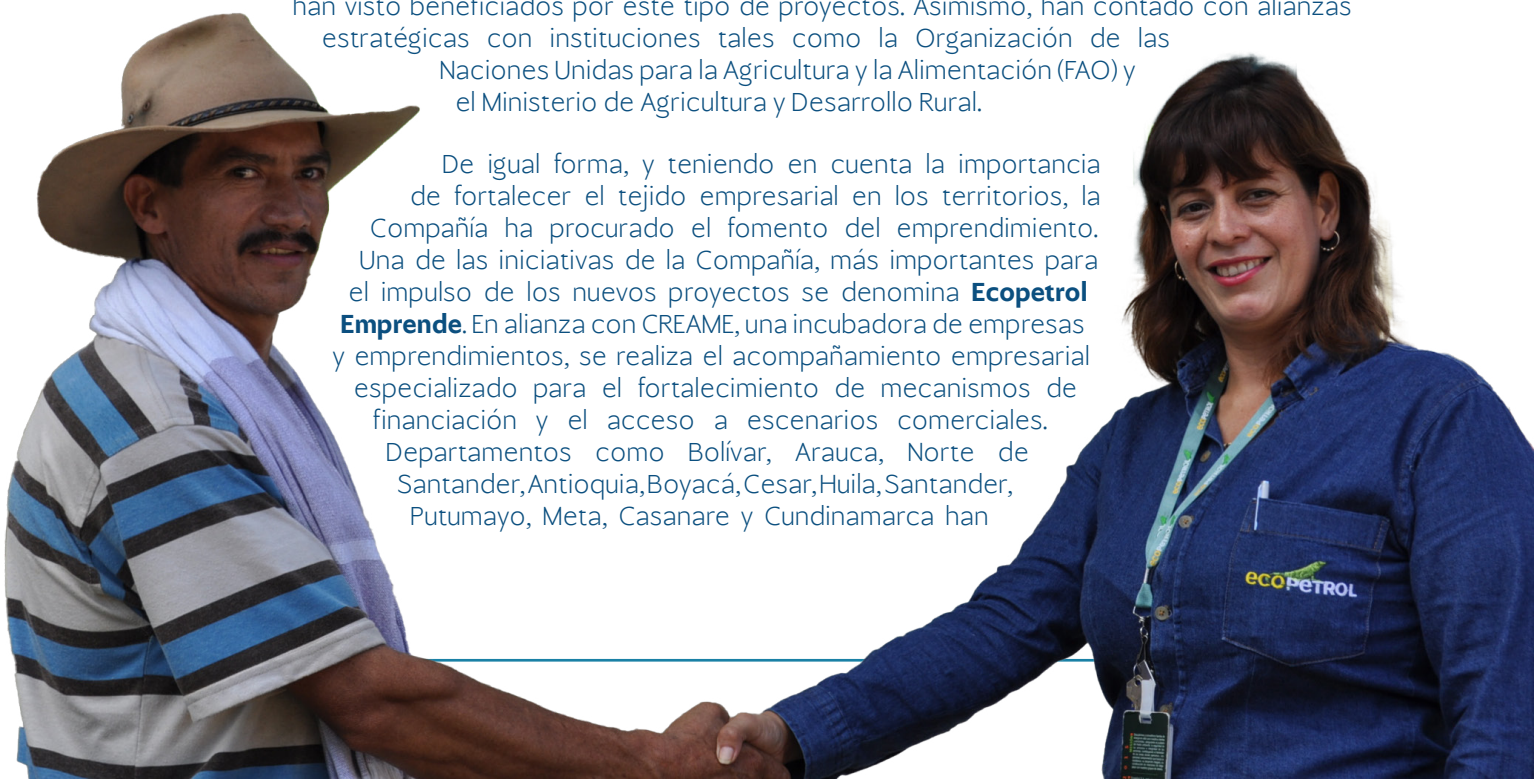 han visto beneficiados por este tipo de proyectos. Asimismo, han contado con alianzas
estratégicas con instituciones tales como la Organización de las
Naciones Unidas para la Agricultura y la Alimentación (FAO) y
el Ministerio de Agricultura y Desarrollo Rural.
De igual forma, y teniendo en cuenta la importancia
de fortalecer el tejido empresarial en los territorios, la
Compañía ha procurado el fomento del emprendimiento.
Una de las iniciativas de la Compañía, más importantes para
el impulso de los nuevos proyectos se denomina Ecopetrol
Emprende. En alianza con CREAME, una incubadora de empresas
y emprendimientos, se realiza el acompañamiento empresarial
especializado para el fortalecimiento de mecanismos de
financiación y el acceso a escenarios comerciales.
Departamentos como Bolívar, Arauca, Norte de
Santander, Antioquia, Boyacá, Cesar, Huila, Santander,
Putumayo, Meta, Casanare y Cundinamarca han
ecoPeTROL